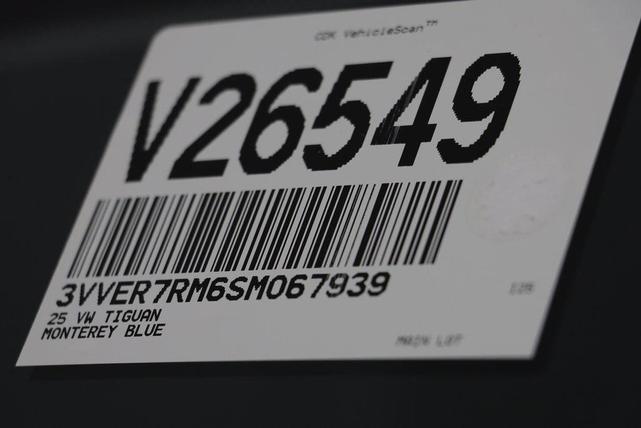 CDK VehicleScan™
V26549
3VVER7RM6SM067939
25 VW TIGUAN
MONTEREY BLUE
MAIN LOT